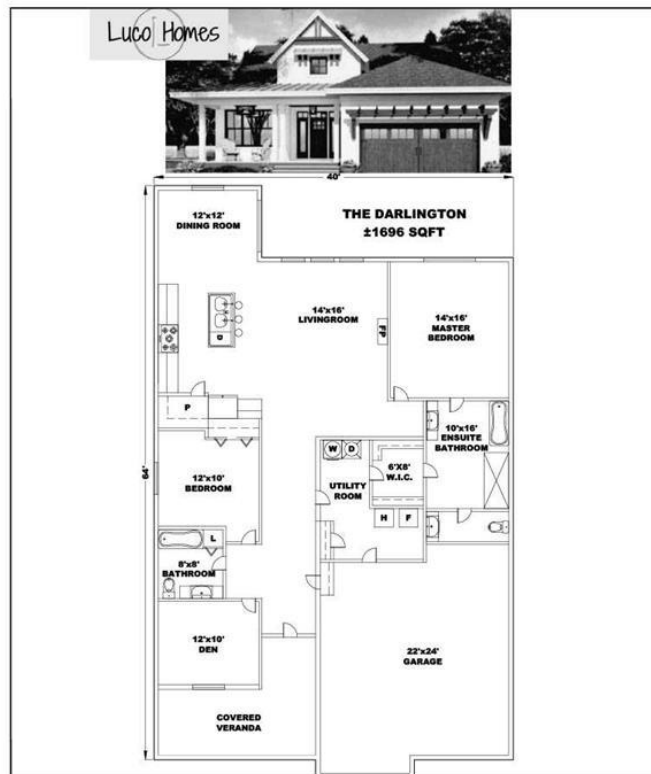 Luco Homes
40'
THE DARLINGTON
±1696 SQFT
12'x12'
DINING ROOM
14'x16'
LIVINGROOM
FP
14'x16'
MASTER
BEDROOM
D
P
10'x16'
ENSUITE
BATHROOM
W D
6'X8'
W.I.C.
64'
12'x10'
BEDROOM
UTILITY
ROOM
H F
L
8'x8'
BATHROOM
12'x10'
DEN
22'x24'
GARAGE
COVERED
VERANDA